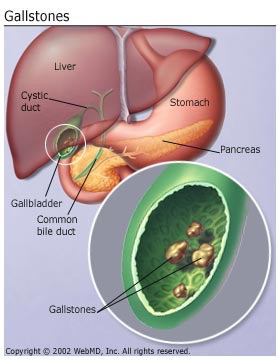 Gallstones
Liver
Cystic
duct
Stomach
Pancreas
Gallbladder
Common
bile duct
Gallstones
Copyright © 2002 WebMD, Inc. All rights reserved.